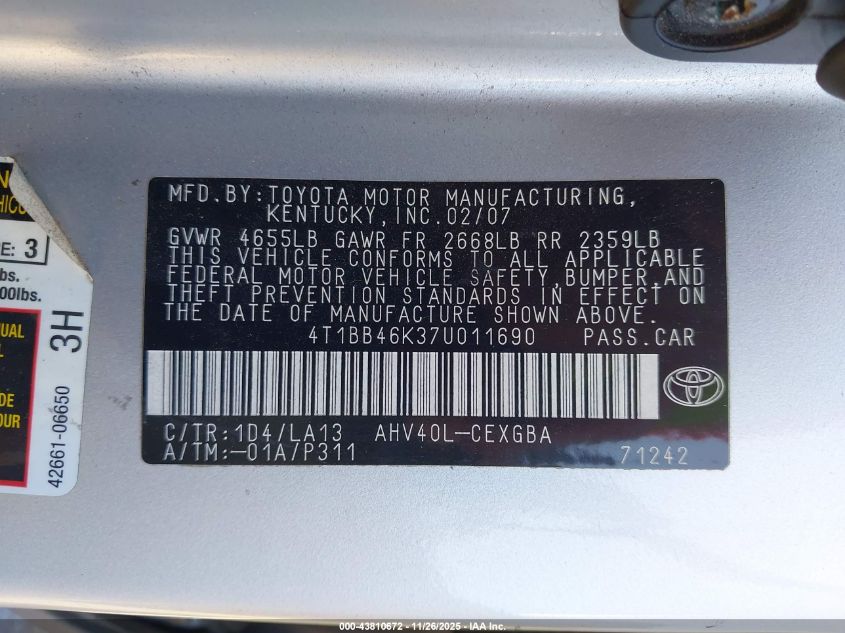 MFD. BY: TOYOTA MOTOR MANUFACTURING,
KENTUCKY, INC. 02/07
GVWR 4655LB GAWR FR 2668LB RR 2359LB
THIS VEHICLE CONFORMS TO ALL APPLICABLE
FEDERAL MOTOR VEHICLE SAFETY, BUMPER, AND
THEFT PREVENTION STANDARDS IN EFFECT ON
THE DATE OF MANUFACTURE SHOWN ABOVE.
4T1BB46K37U011690 PASS.CAR
C/TR: 1D4/LA13 AHV40L-CEXGBA
A/TM:-01A/P311 71242
3
bs.
00lbs.
3H
42661-06650
000-43810672 - 11/26/2025 - IAA Inc.